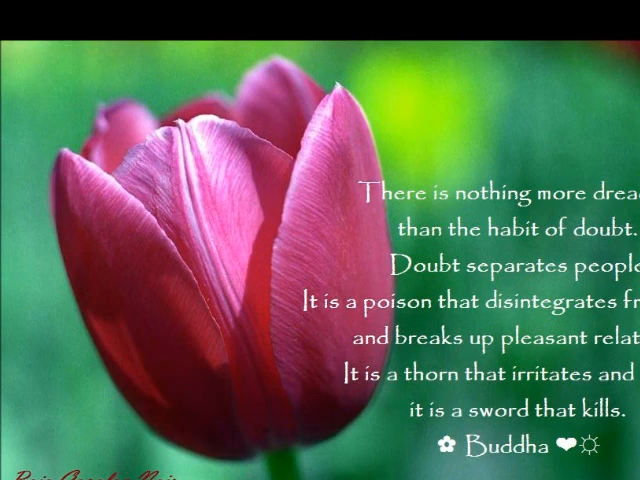 There is nothing more
than the habit of doubt.
Doubt separates people
It is a poison that disintegrates
and breaks up pleasant
It is a thorn that irritates and
it is a sword that kills.
✿ Buddha ❤☼